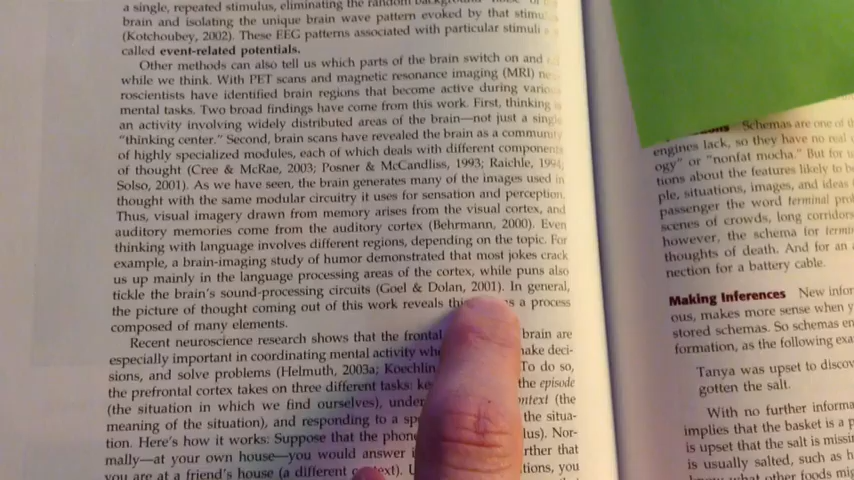 a single, repeated stimulus, eliminating the random background
brain and isolating the unique brain wave pattern evoked by that
(Kotchoubey, 2002). These EEG patterns associated with particular stimuli
called event-related potentials.
Other methods can also tell us which parts of the brain switch on and
while we think. With PET scans and magnetic resonance imaging (MRI)
roscientists have identified brain regions that become active during
mental tasks. Two broad findings have come from this work. First, thinking
an activity involving widely distributed areas of the brain—not just a single
"thinking center." Second, brain scans have revealed the brain as a community
of highly specialized modules, each of which deals with different components
of thought (Cree & McRae, 2003; Posner & McCandliss, 1993; Raichle, 1994;
Solso, 2001). As we have seen, the brain generates many of the images used in
thought with the same modular circuitry it uses for sensation and perception.
Thus, visual imagery drawn from memory arises from the visual cortex, and
auditory memories come from the auditory cortex (Behrmann, 2000). Even
thinking with language involves different regions, depending on the topic. For
example, a brain-imaging study of humor demonstrated that most jokes crack
us up mainly in the language processing areas of the cortex, while puns also
tickle the brain's sound-processing circuits (Goel & Dolan, 2001). In general,
the picture of thought coming out of this work reveals a process
composed of many elements.
Recent neuroscience research shows that the frontal brain are
especially important in coordinating mental activity make deci-
sions, and solve problems (Helmuth, 2003a; Koechlin To do so,
the prefrontal cortex takes on three different tasks: the episode
(the situation in which we find ourselves), (the
meaning of the situation), and responding to a the situa-
tion. Here's how it works: Suppose that the phone Nor-
mally—at your own house—you would answer
you are at a friend's house (a different you
Schemas are one of
engines lack, so they have no real
ogy" or "nonfat mocha." But for
tions about the features likely to
ple, situations, images, and ideas
passenger the word terminal
scenes of crowds, long
however, the schema for
thoughts of death. And for an
nection for a battery cable.
Making Inferences New
ous, makes more sense when
stored schemas. So schemas
formation, as the following
Tanya was upset to
gotten the salt.
With no further
implies that the basket is a
is upset that the salt is
is usually salted, such as
what other foods